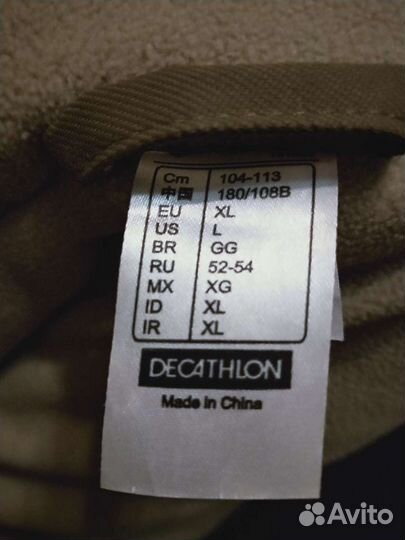 Cm 104-113
中国 180/108B
EU XL
US L
BR GG
RU 52-54
MX XG
ID XL
IR XL
DECATHLON
Made in China
Avito